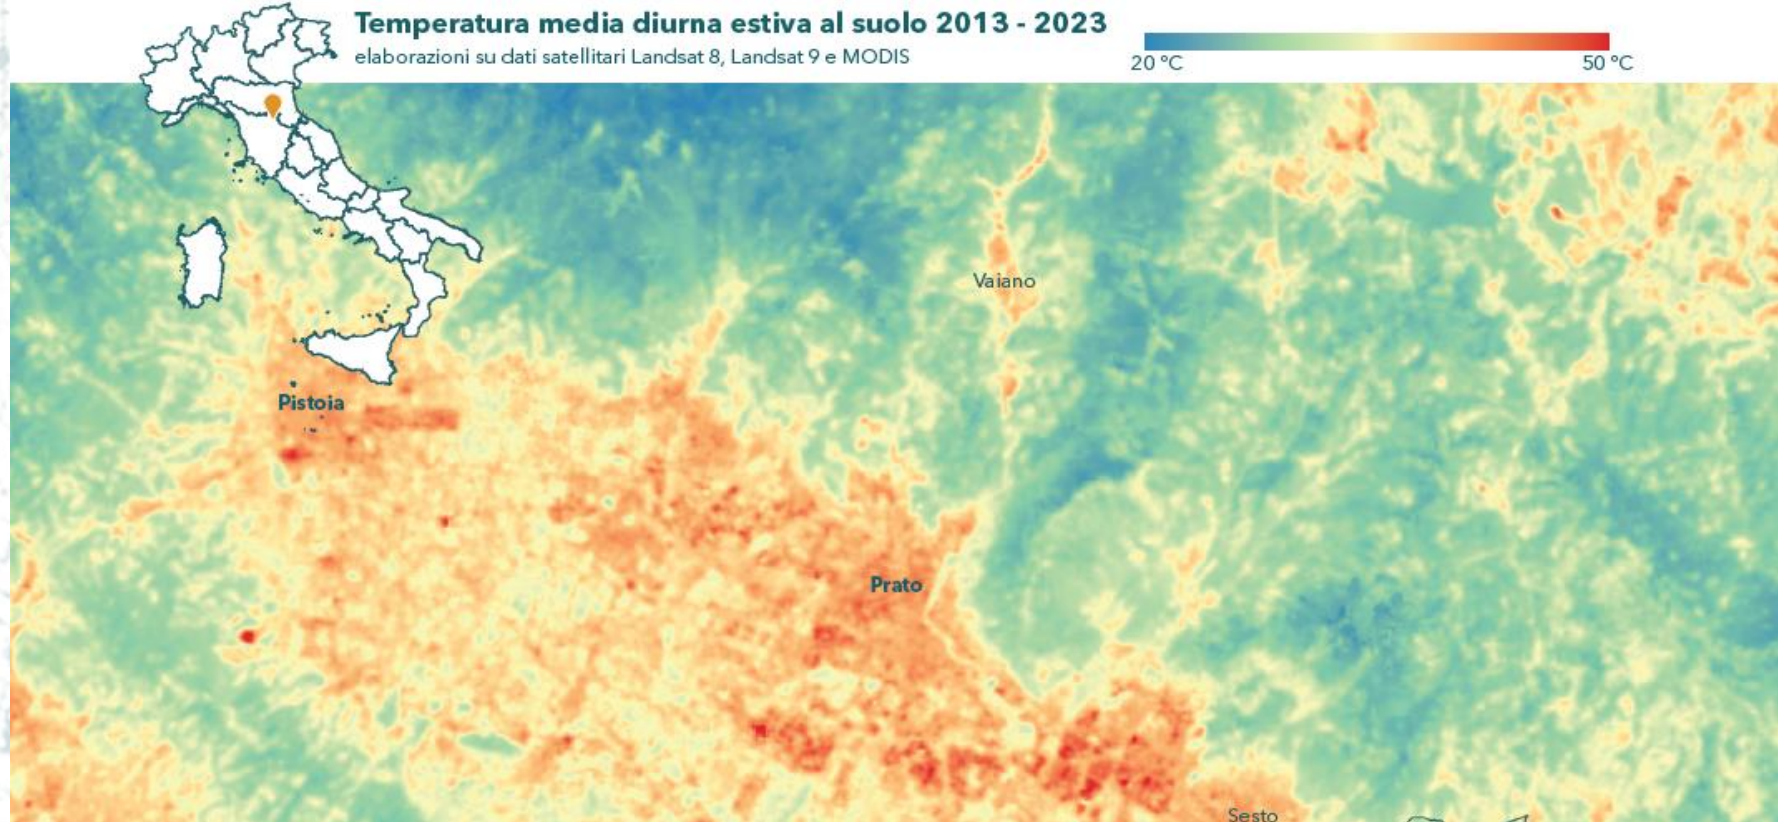 Temperatura media diurna estiva al suolo 2013 - 2023
elaborazioni su dati satellitari Landsat 8, Landsat 9 e MODIS
20 °C
50 °C
Vaiano
Pistoia
Prato
Sesto